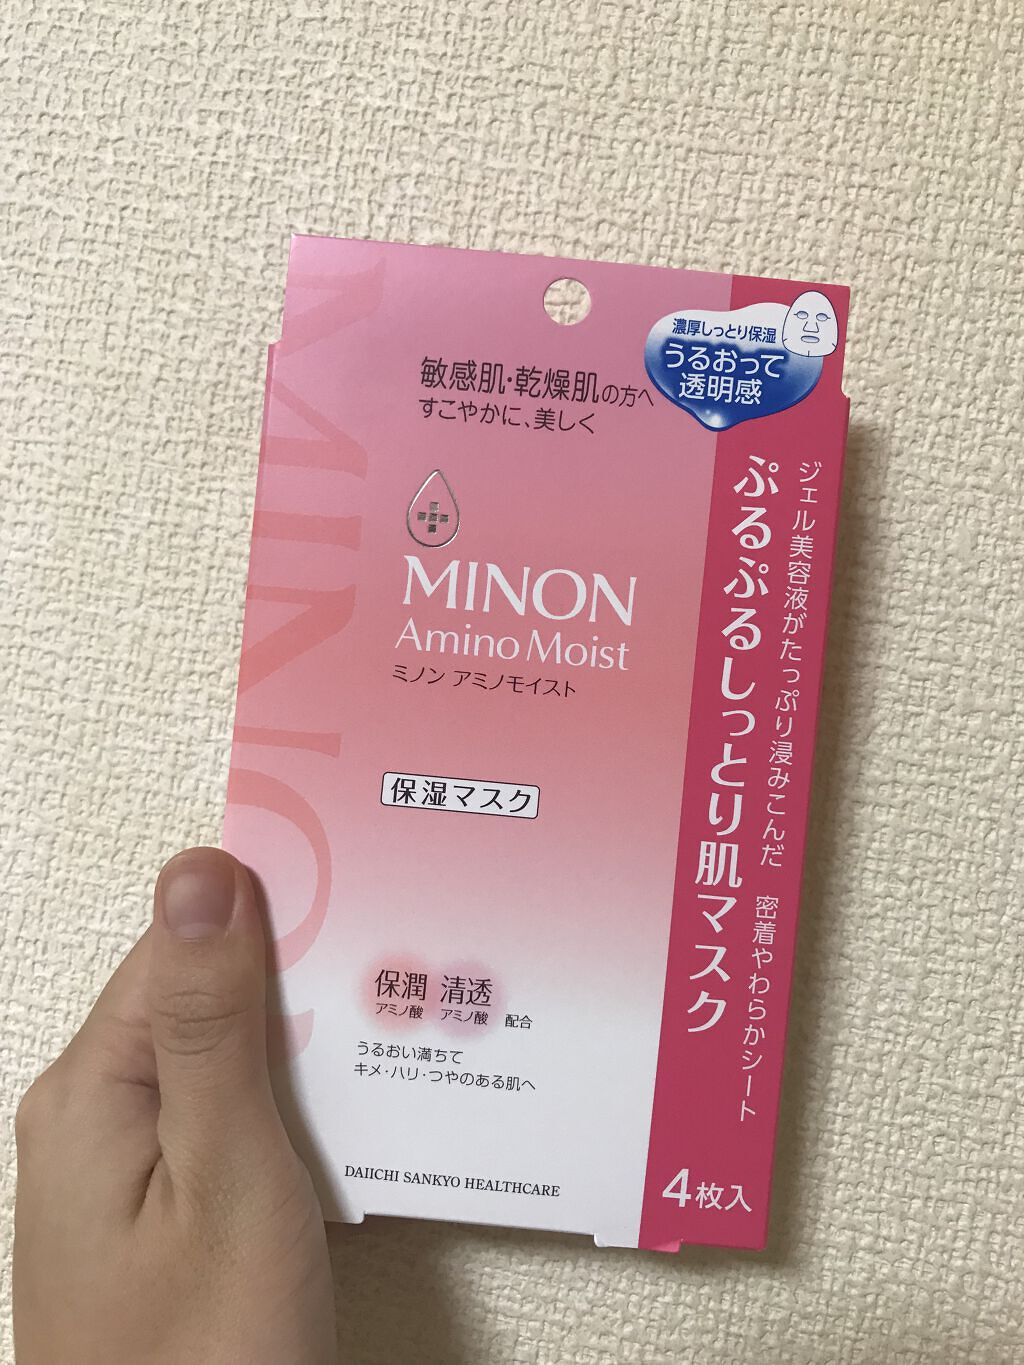 濃厚しっとり保湿
うるおって
透明感
敏感肌・乾燥肌の方へ
すこやかに、美しく
MINON
Amino Moist
ミノン アミノモイスト
保湿マスク
保潤 清透
アミノ酸 アミノ酸 配合
うるおい満ちて
キメ・ハリ・つやのある肌へ
DAIICHI SANKYO HEALTHCARE
ジェル美容液がたっぷり浸みこんだ 密着やわらかシート
ぷるぷるしっとり肌マスク
4枚入
MINON